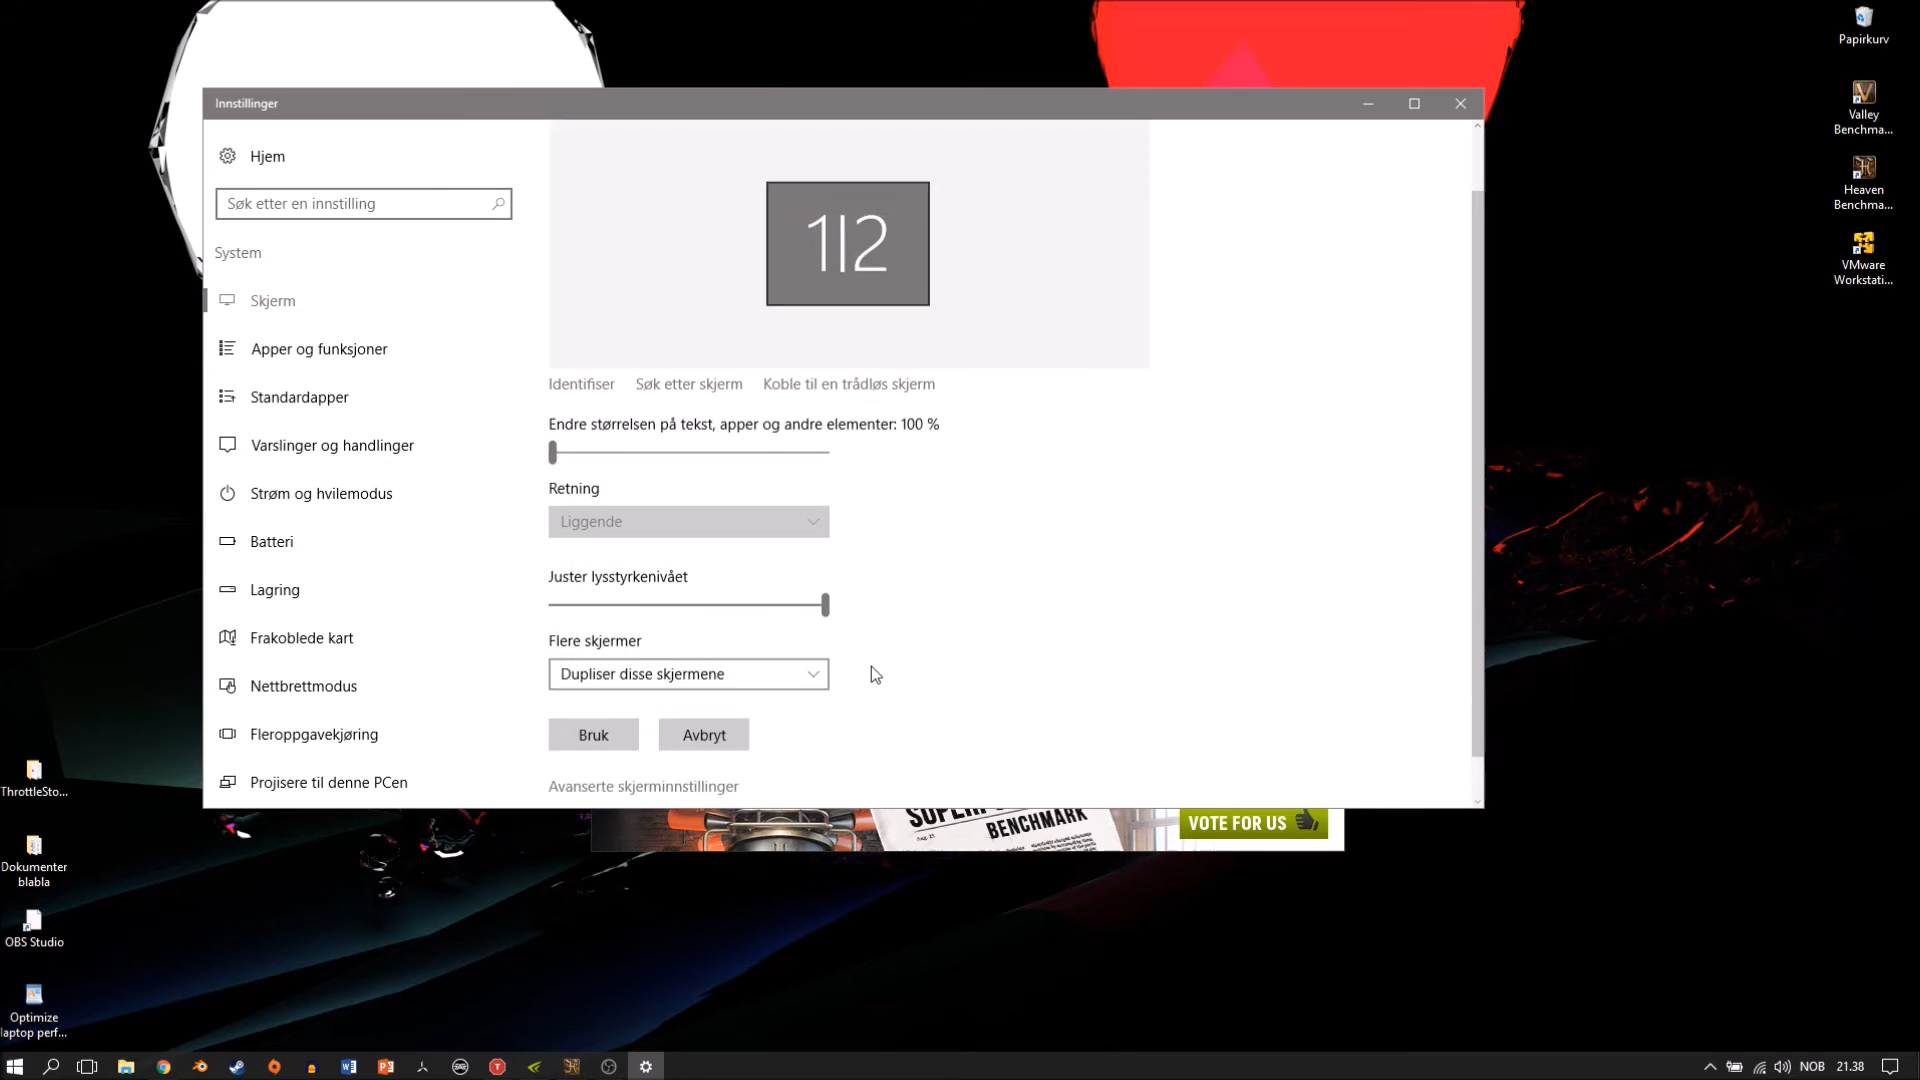 Innstillinger
Hjem
Søk etter en innstilling
System
Skjerm
Apper og funksjoner
Standardapper
Varslinger og handlinger
Strøm og hvilemodus
Batteri
Lagring
Frakoblede kart
Nettbrettmodus
Fleroppgavekjøring
Projisere til denne PCen
1|2
Identifiser Søk etter skjerm Koble til en trådløs skjerm
Endre størrelsen på tekst, apper og andre elementer: 100 %
Retning
Liggende
Juster lysstyrkenivået
Flere skjermer
Dupliser disse skjermene
Bruk Avbryt
Avanserte skjerminnstillinger
BENCHMARK
VOTE FOR US
Papirkurv
Valley
Benchma...
Heaven
Benchma...
VMware
Workstati...
ThrottleSto...
Dokumenter
blabla
OBS Studio
Optimize
laptop perf...
NOB 21.38